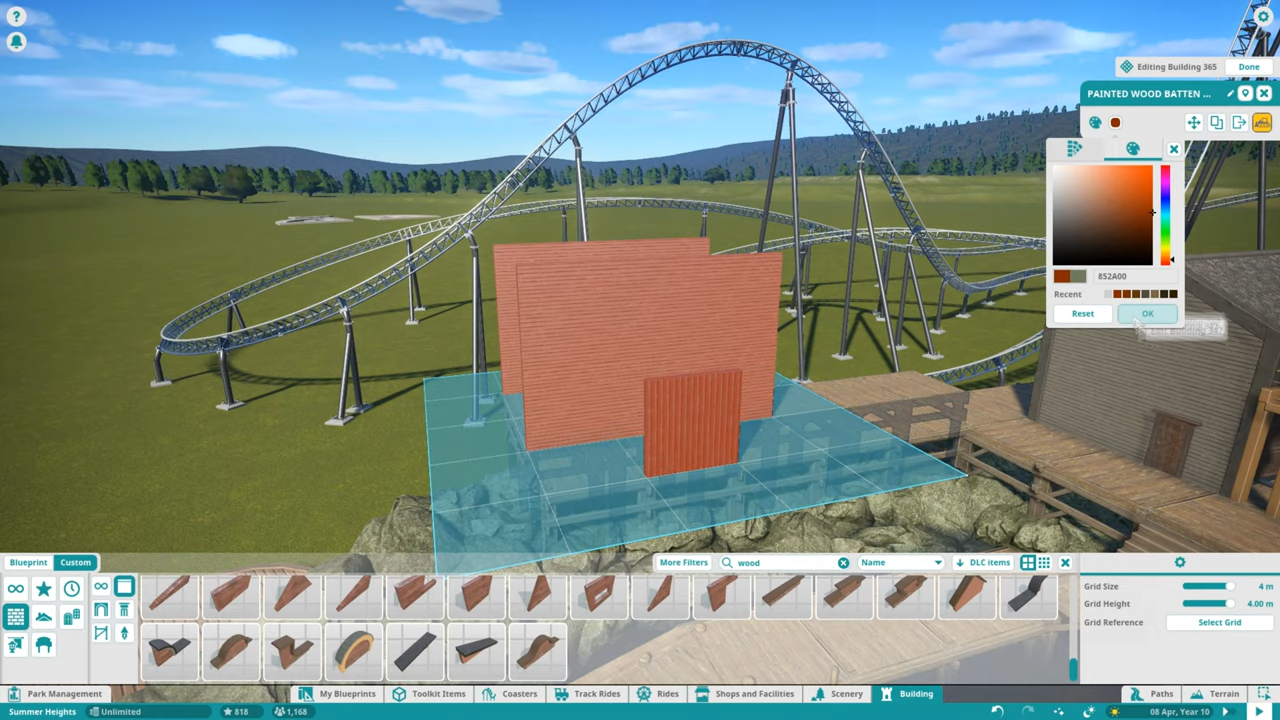 Editing Building 365
Done
PAINTED WOOD BATTEN ...
852A00
Recent
Reset
OK
Blueprint
Custom
More Filters
wood
Name
DLC items
Grid Size
4 m
Grid Height
4.00 m
Grid Reference
Select Grid
Park Management
My Blueprints
Toolkit Items
Coasters
Track Rides
Rides
Shops and Facilities
Scenery
Building
Paths
Terrain
Summer Heights
Unlimited
818
1,168
08 Apr, Year 10